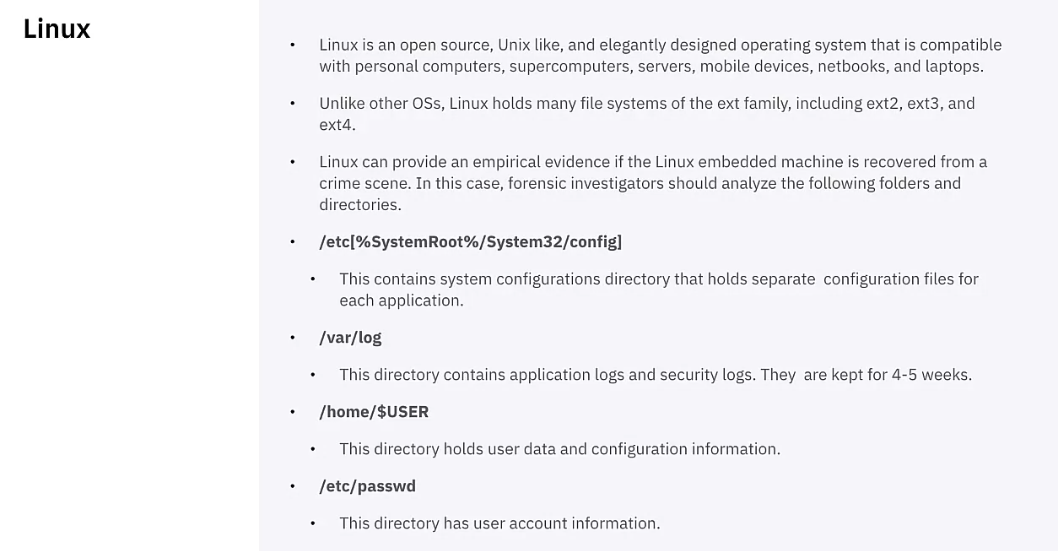 Linux
• Linux is an open source, Unix like, and elegantly designed operating system that is compatible
with personal computers, supercomputers, servers, mobile devices, netbooks, and laptops.
• Unlike other OSs, Linux holds many file systems of the ext family, including ext2, ext3, and
ext4.
• Linux can provide an empirical evidence if the Linux embedded machine is recovered from a
crime scene. In this case, forensic investigators should analyze the following folders and
directories.
• /etc[%SystemRoot%/System32/config]
• This contains system configurations directory that holds separate configuration files for
each application.
• /var/log
• This directory contains application logs and security logs. They are kept for 4-5 weeks.
• /home/$USER
• This directory holds user data and configuration information.
• /etc/passwd
• This directory has user account information.